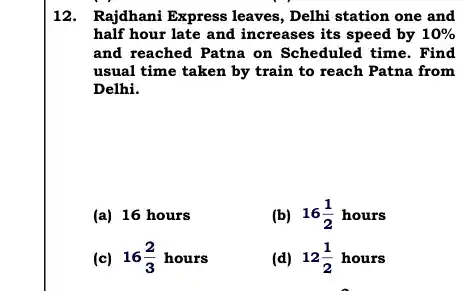 12. Rajdhani Express leaves, Delhi station one and
half hour late and increases its speed by 10%
and reached Patna on Scheduled time. Find
usual time taken by train to reach Patna from
Delhi.
(a) 16 hours (b) 16 1/2 hours
(c) 16 2/3 hours (d) 12 1/2 hours